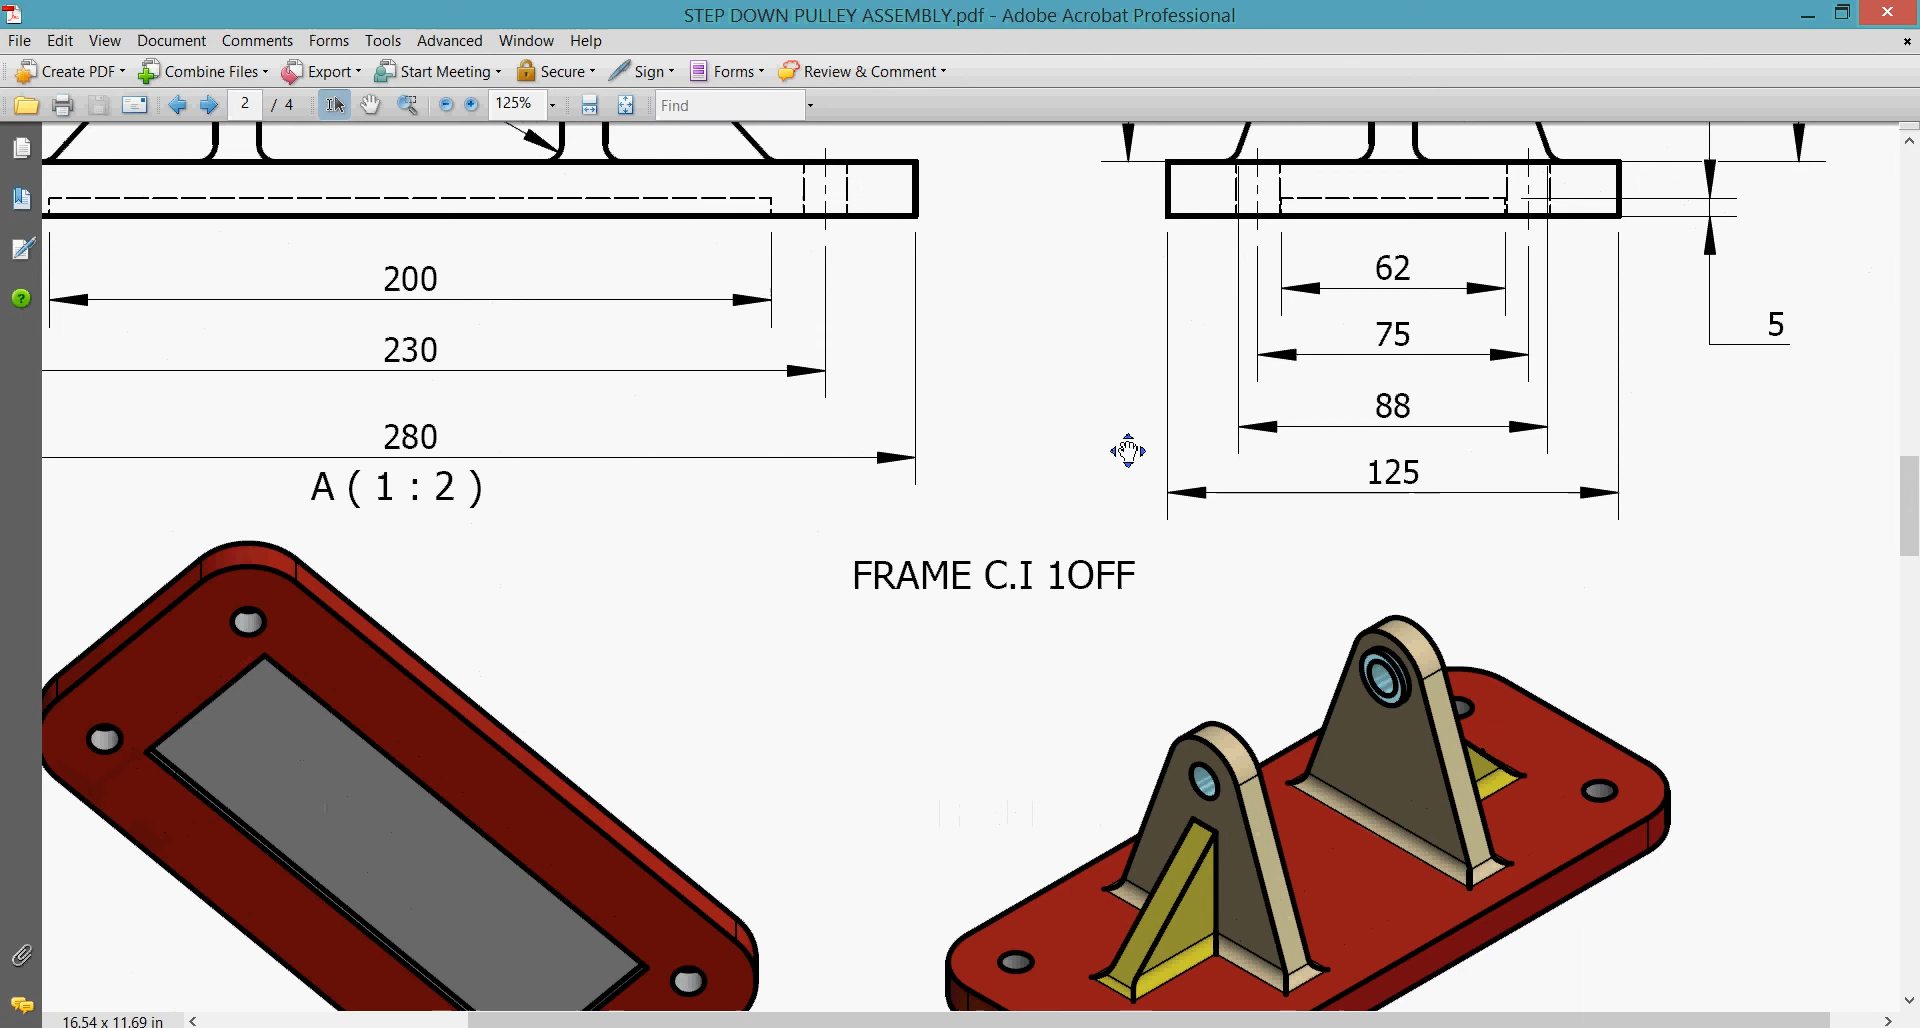 STEP DOWN PULLEY ASSEMBLY.pdf - Adobe Acrobat Professional
File Edit View Document Comments Forms Tools Advanced Window Help
Create PDF Combine Files Export Start Meeting Secure Sign Forms Review & Comment
2 / 4 125% Find
200
230
280
A ( 1 : 2 )
62
75
88
125
5
FRAME C.I 1OFF
16.54 x 11.69 in